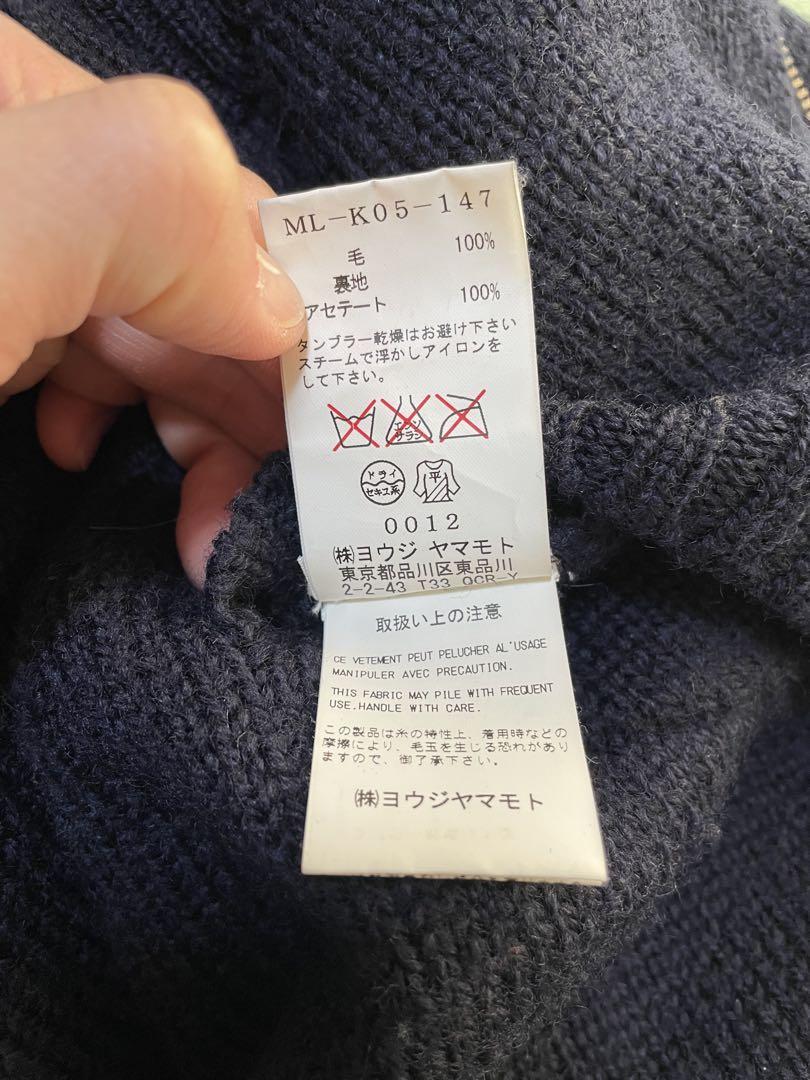 ML-K05-147
毛 100%
裏地
アセテート 100%
タンブラー乾燥はお避け下さい
スチームで浮かしアイロンを
して下さい。
エンソ
サラシ
ドライ 平
セキユ系
0012
㈱ヨウジ ヤマモト
東京都品川区東品川
2-2-43 T33 OCR-Y
取扱い上の注意
CE VETEMENT PEUT PELUCHER AL'USAGE
MANIPULER AVEC PRECAUTION.
THIS FABRIC MAY PILE WITH FREQUENT
USE.HANDLE WITH CARE.
この製品は糸の特性上、着用時などの
摩擦により、毛玉を生じる恐れがあり
ますので、御了承下さい。
㈱ヨウジヤマモト